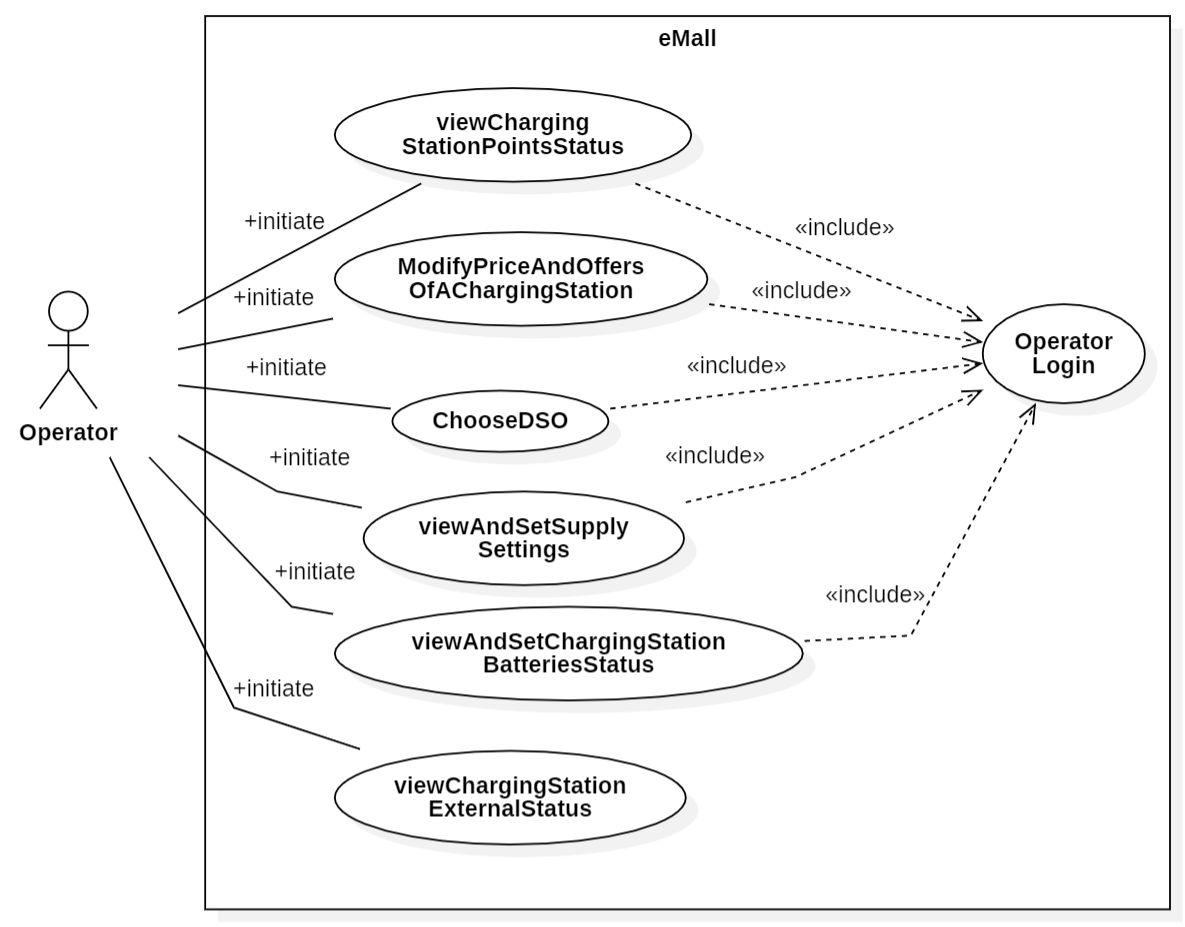 eMall
viewCharging
StationPointsStatus
+initiate
«include»
ModifyPriceAndOffers
OfAChargingStation
+initiate
«include»
Operator
Login
+initiate
«include»
ChooseDSO
Operator
+initiate
«include»
viewAndSetSupply
Settings
+initiate
«include»
viewAndSetChargingStation
BatteriesStatus
+initiate
viewChargingStation
ExternalStatus